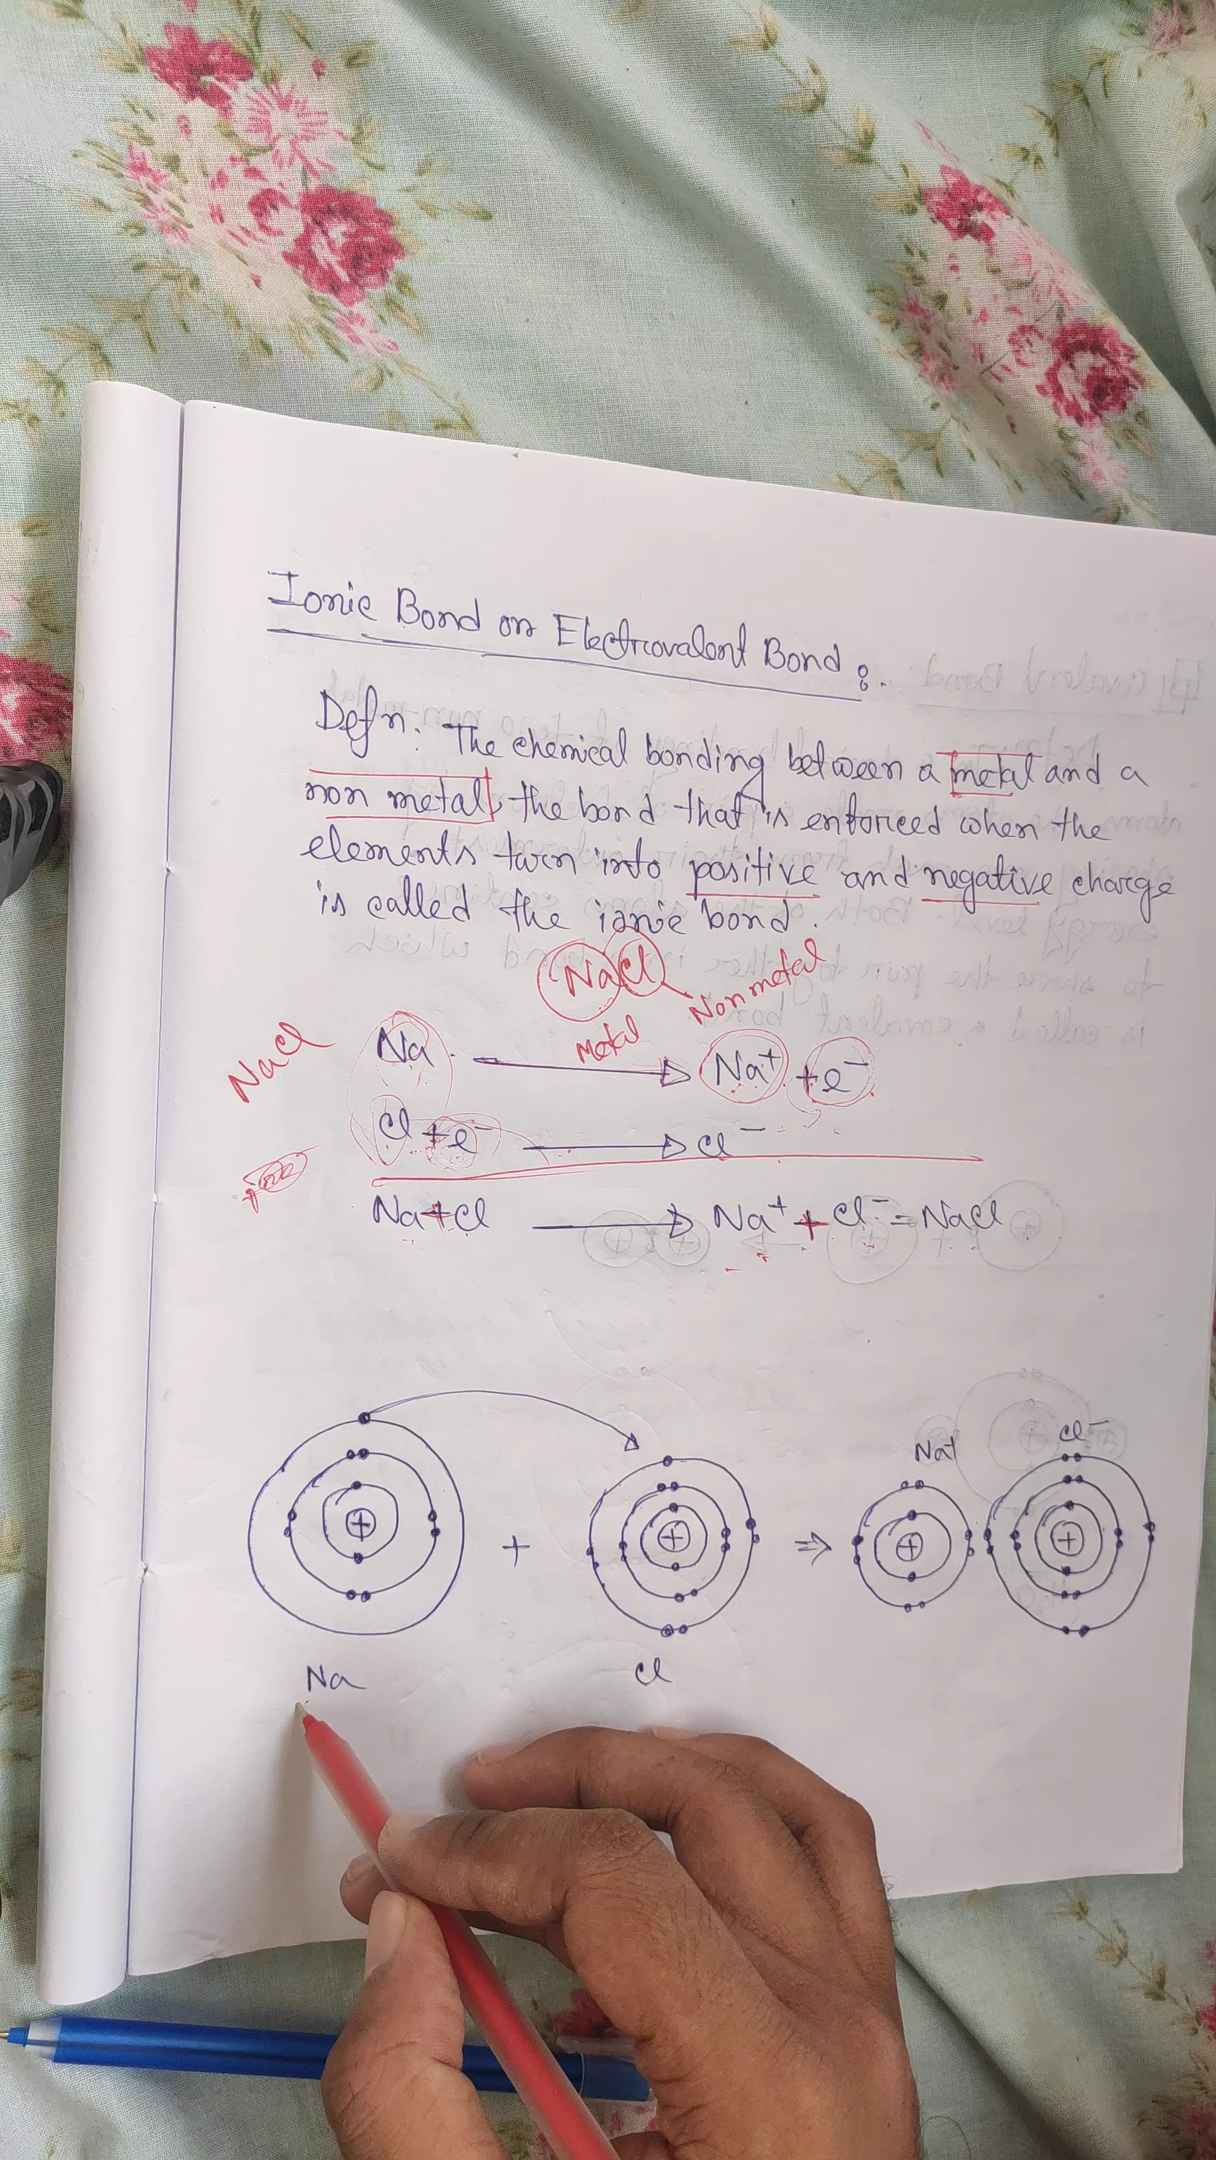 Ionic Bond or Electrovalent Bond :.
Defn: The chemical bonding between a metal and a
non metal, the bond that is enforced when the
elements turn into positive and negative charge
is called the ionic bond.
NaCl
Nonmetal
Metal
NaCl
Na → Na⁺ + e⁻
Cl + e⁻ → Cl⁻
Na + Cl → Na⁺ + Cl⁻ = NaCl
Na⁺ Cl⁻
+ + + ⇒ + +
Na Cl